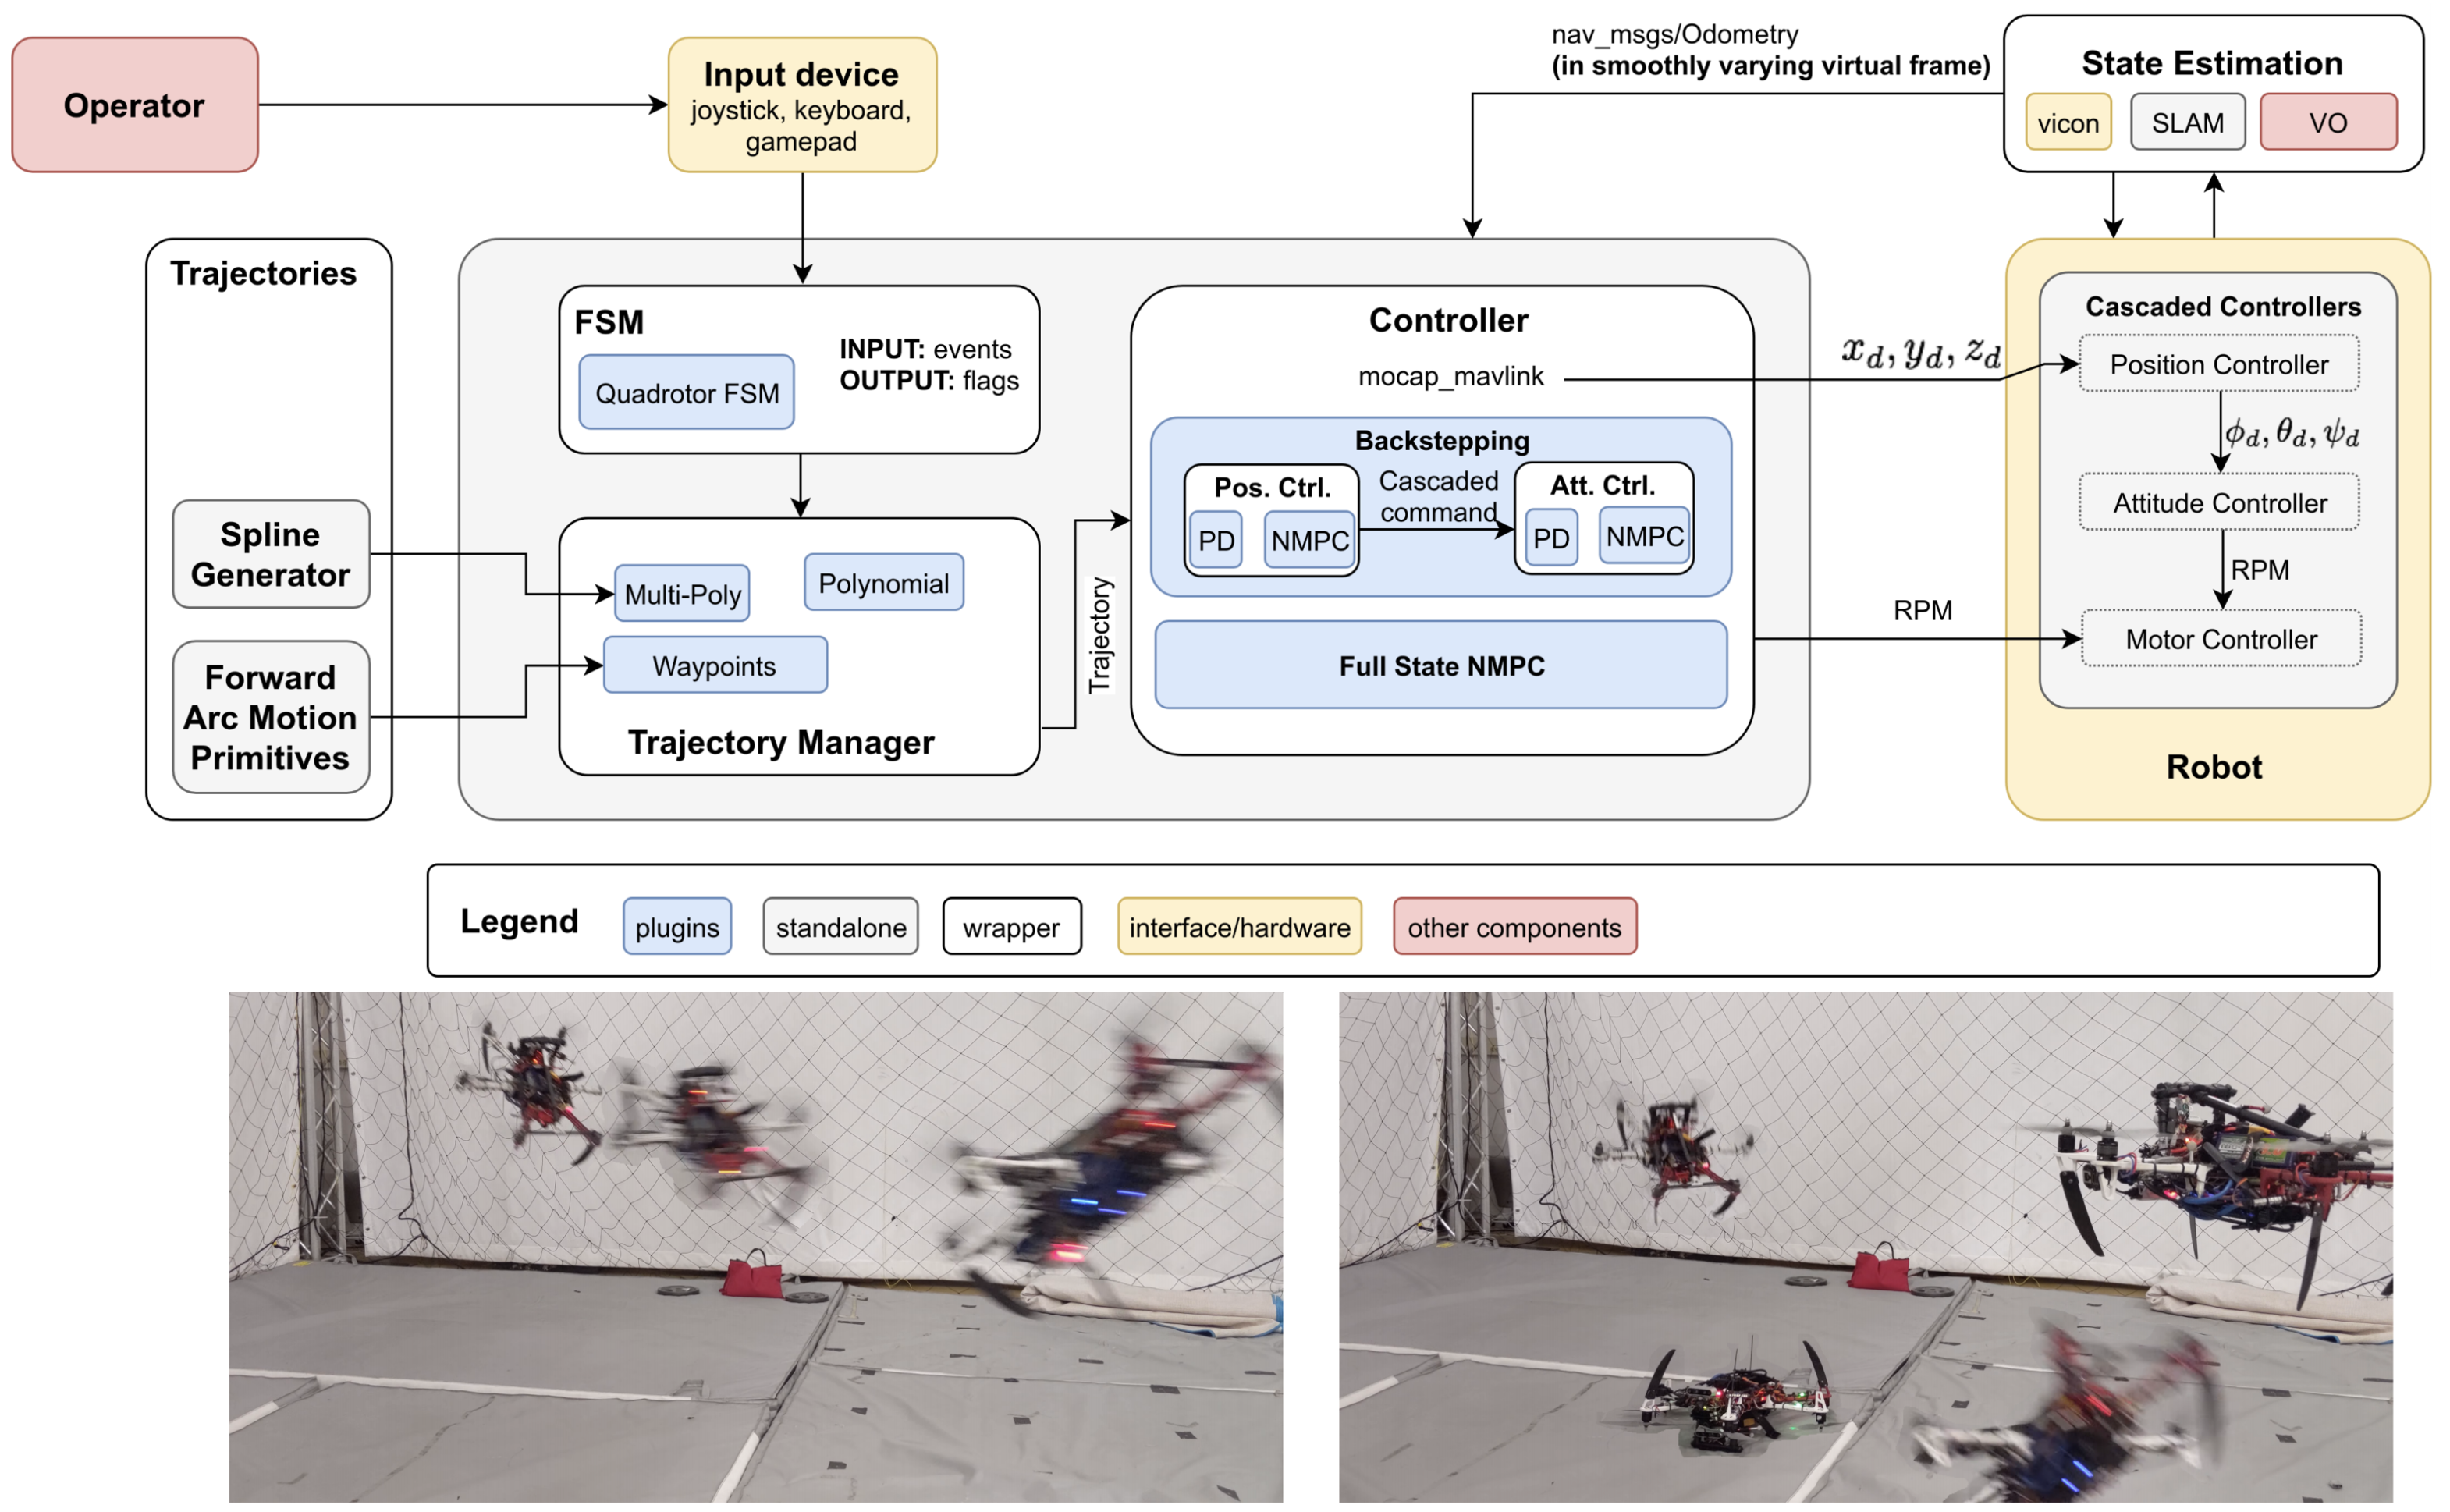 Operator
Input device
joystick, keyboard,
gamepad
nav_msgs/Odometry
(in smoothly varying virtual frame)
State Estimation
vicon
SLAM
VO
Trajectories
Spline
Generator
Forward
Arc Motion
Primitives
FSM
Quadrotor FSM
INPUT: events
OUTPUT: flags
Multi-Poly
Polynomial
Waypoints
Trajectory Manager
Trajectory
Controller
mocap_mavlink
Backstepping
Pos. Ctrl.
PD
NMPC
Cascaded
command
Att. Ctrl.
PD
NMPC
Full State NMPC
x_d, y_d, z_d
RPM
Cascaded Controllers
Position Controller
ϕ_d, θ_d, ψ_d
Attitude Controller
RPM
Motor Controller
Robot
Legend
plugins
standalone
wrapper
interface/hardware
other components